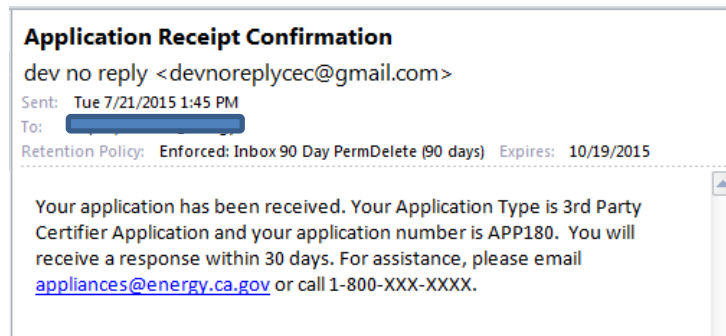 Application Receipt Confirmation
dev no reply <devnoreplycec@gmail.com>
Sent: Tue 7/21/2015 1:45 PM
To:
Retention Policy: Enforced: Inbox 90 Day PermDelete (90 days) Expires: 10/19/2015
Your application has been received. Your Application Type is 3rd Party
Certifier Application and your application number is APP180. You will
receive a response within 30 days. For assistance, please email
appliances@energy.ca.gov or call 1-800-XXX-XXXX.